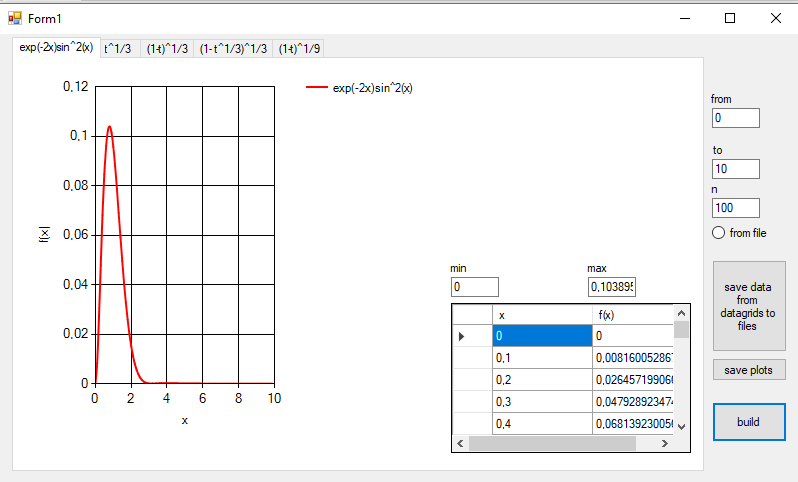 Form1
exp(-2x)sin^2(x) t^1/3 (1-t)^1/3 (1-t^1/3)^1/3 (1-t)^1/9
0,12
0,1
0,08
0,06
0,04
0,02
0
f(x|
0 2 4 6 8 10
x
exp(-2x)sin^2(x)
min max
0 0,103895
x f(x)
0 0
0,1 0,00816005286
0,2 0,0264571990
0,3 0,0479289234
0,4 0,0681392300
from
0
to
10
n
100
from file
save data
from
datagrids to
files
save plots
build